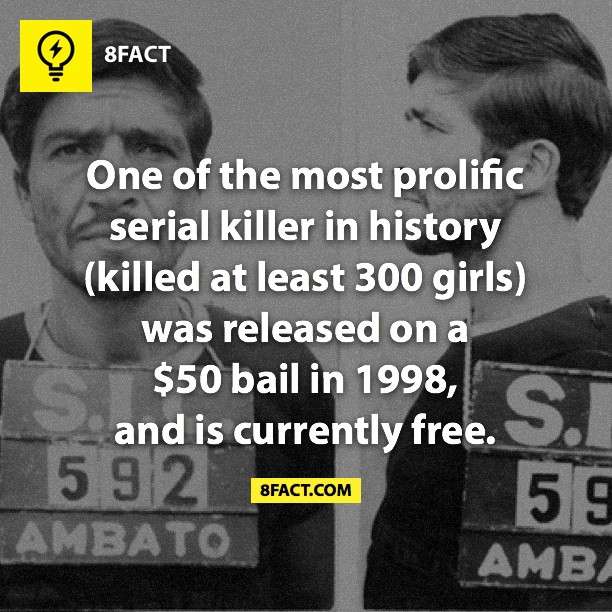 8FACT
One of the most prolific
serial killer in history
(killed at least 300 girls)
was released on a
$50 bail in 1998,
and is currently free.
8FACT.COM
S.I.
592
AMBATO
S.I
59
AMBA